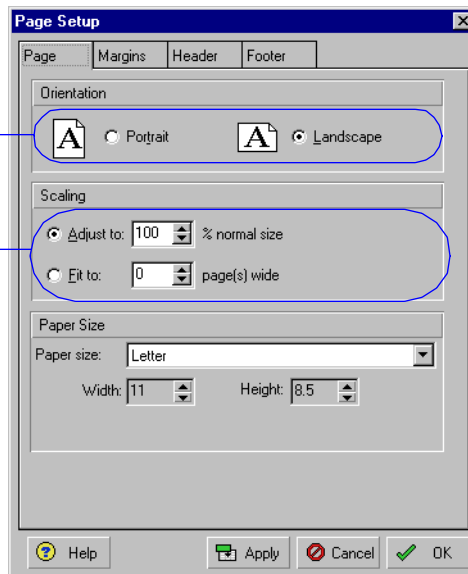 Page Setup
Page Margins Header Footer
Orientation
A Portrait A Landscape
Scaling
Adjust to: 100 % normal size
Fit to: 0 page(s) wide
Paper Size
Paper size: Letter
Width: 11 Height: 8.5
? Help Apply Cancel OK